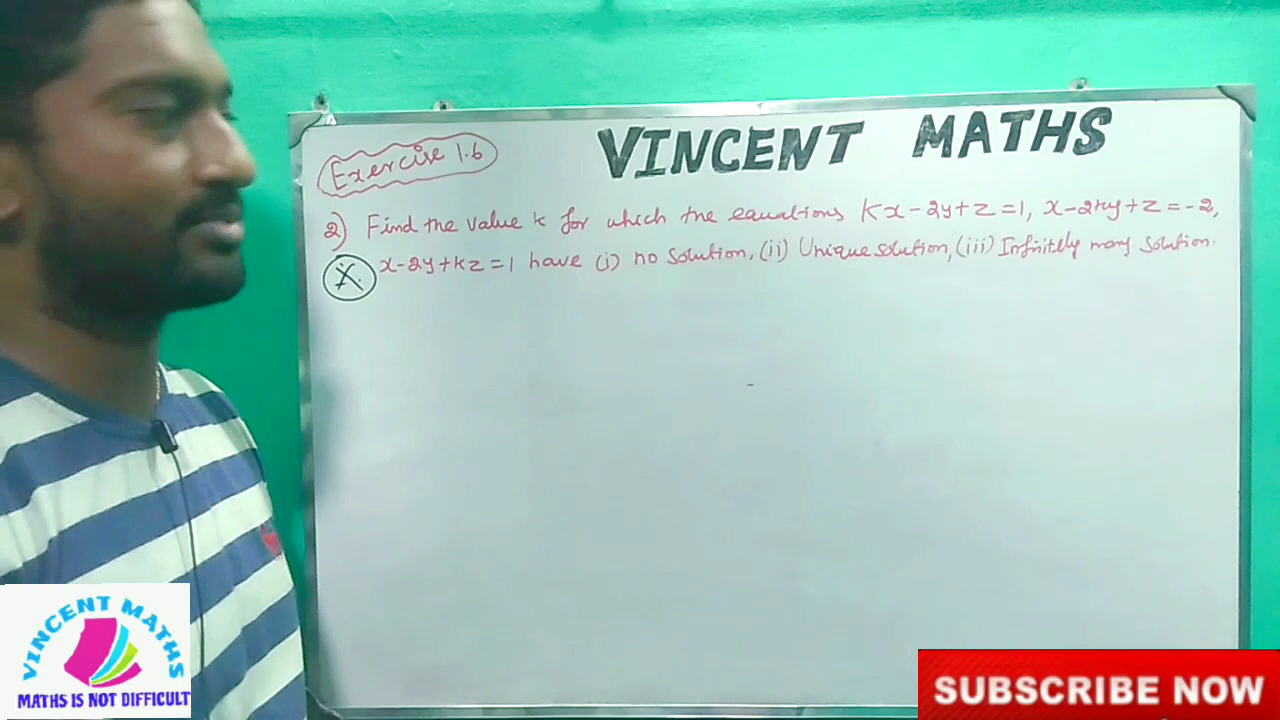 VINCENT MATHS
Exercise 1.6
2) Find the value k for which the equations kx-2y+z=1, x-2ky+z=-2,
x-2y+kz=1 have (i) no solution, (ii) Unique solution, (iii) Infinitely many solution.
VINCENT MATHS
MATHS IS NOT DIFFICULT
SUBSCRIBE NOW